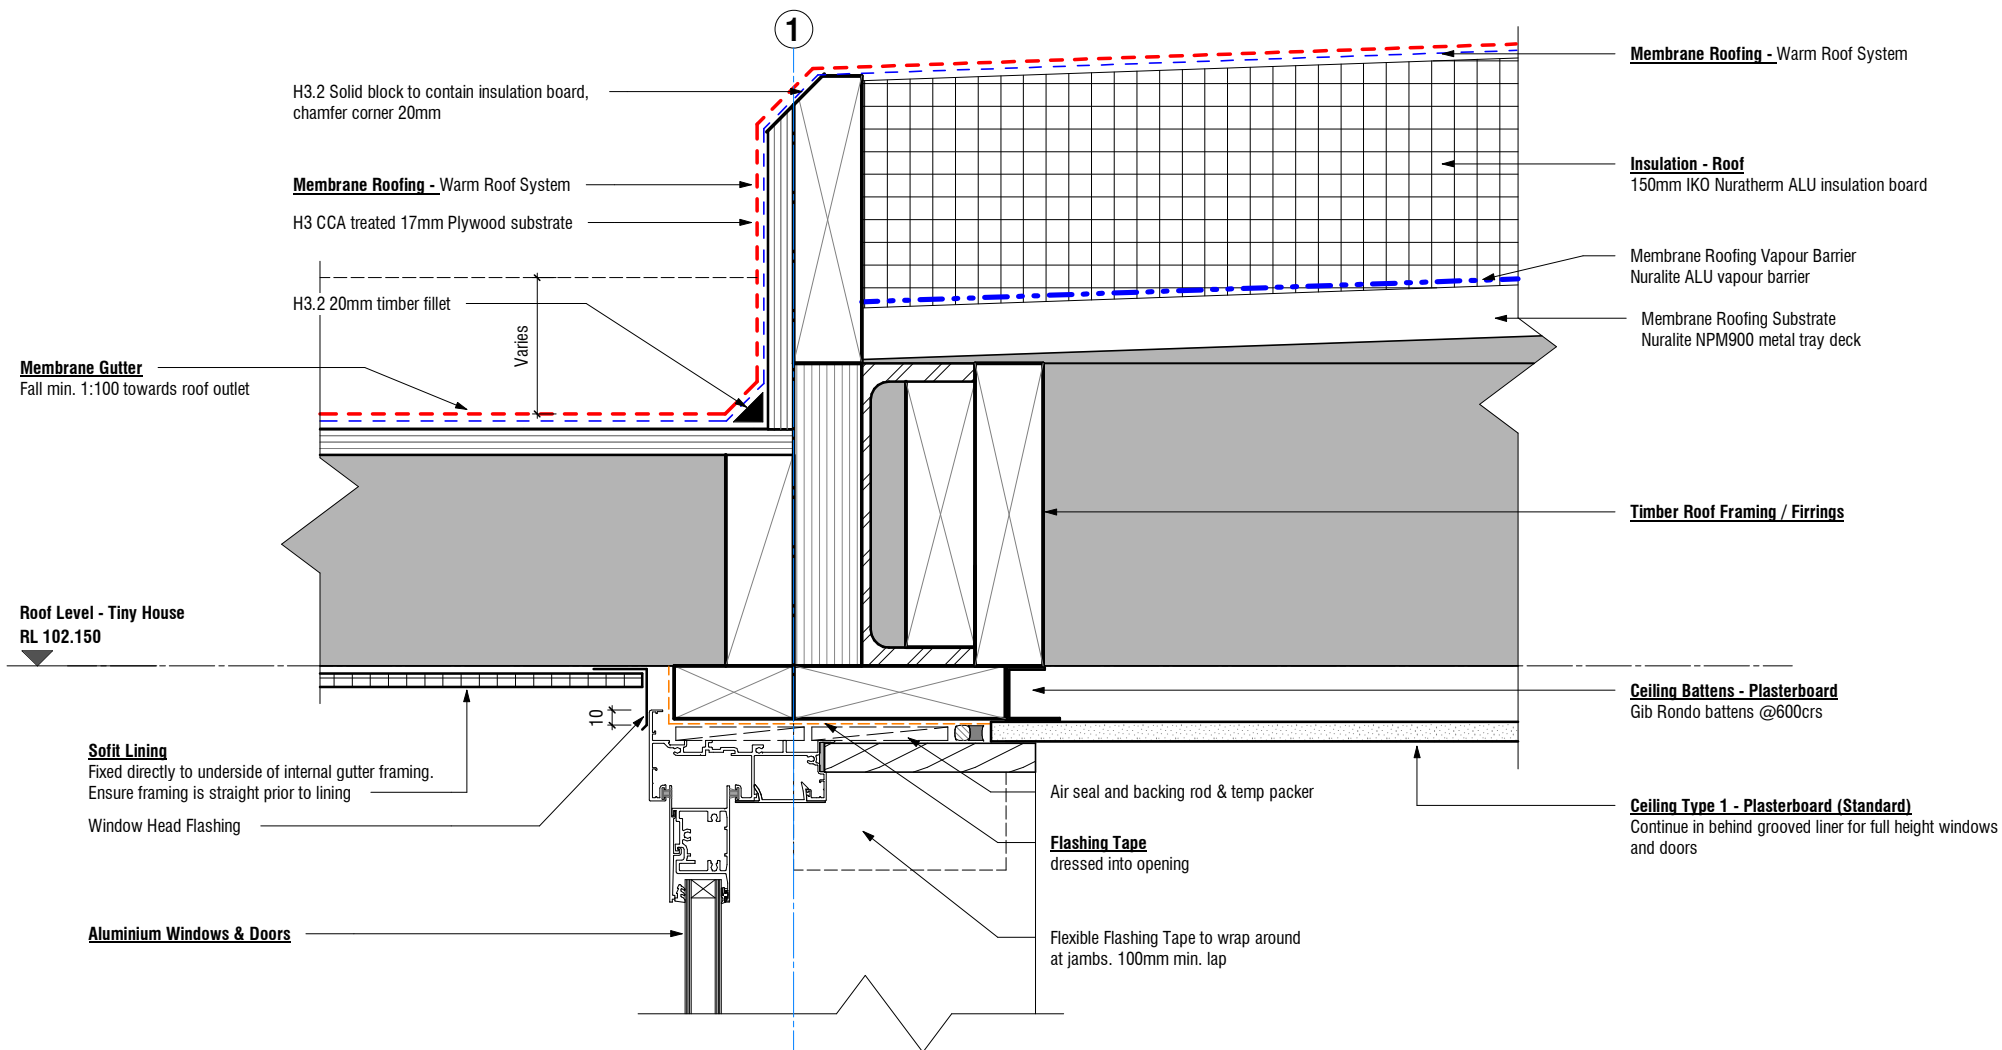 1
H3.2 Solid block to contain insulation board,
chamfer corner 20mm
Membrane Roofing - Warm Roof System
H3 CCA treated 17mm Plywood substrate
H3.2 20mm timber fillet
Varies
Membrane Gutter
Fall min. 1:100 towards roof outlet
Roof Level - Tiny House
RL 102.150
10
Sofit Lining
Fixed directly to underside of internal gutter framing.
Ensure framing is straight prior to lining
Window Head Flashing
Aluminium Windows & Doors
Membrane Roofing - Warm Roof System
Insulation - Roof
150mm IKO Nuratherm ALU insulation board
Membrane Roofing Vapour Barrier
Nuralite ALU vapour barrier
Membrane Roofing Substrate
Nuralite NPM900 metal tray deck
Timber Roof Framing / Firrings
Ceiling Battens - Plasterboard
Gib Rondo battens @600crs
Ceiling Type 1 - Plasterboard (Standard)
Continue in behind grooved liner for full height windows
and doors
Air seal and backing rod & temp packer
Flashing Tape
dressed into opening
Flexible Flashing Tape to wrap around
at jambs. 100mm min. lap